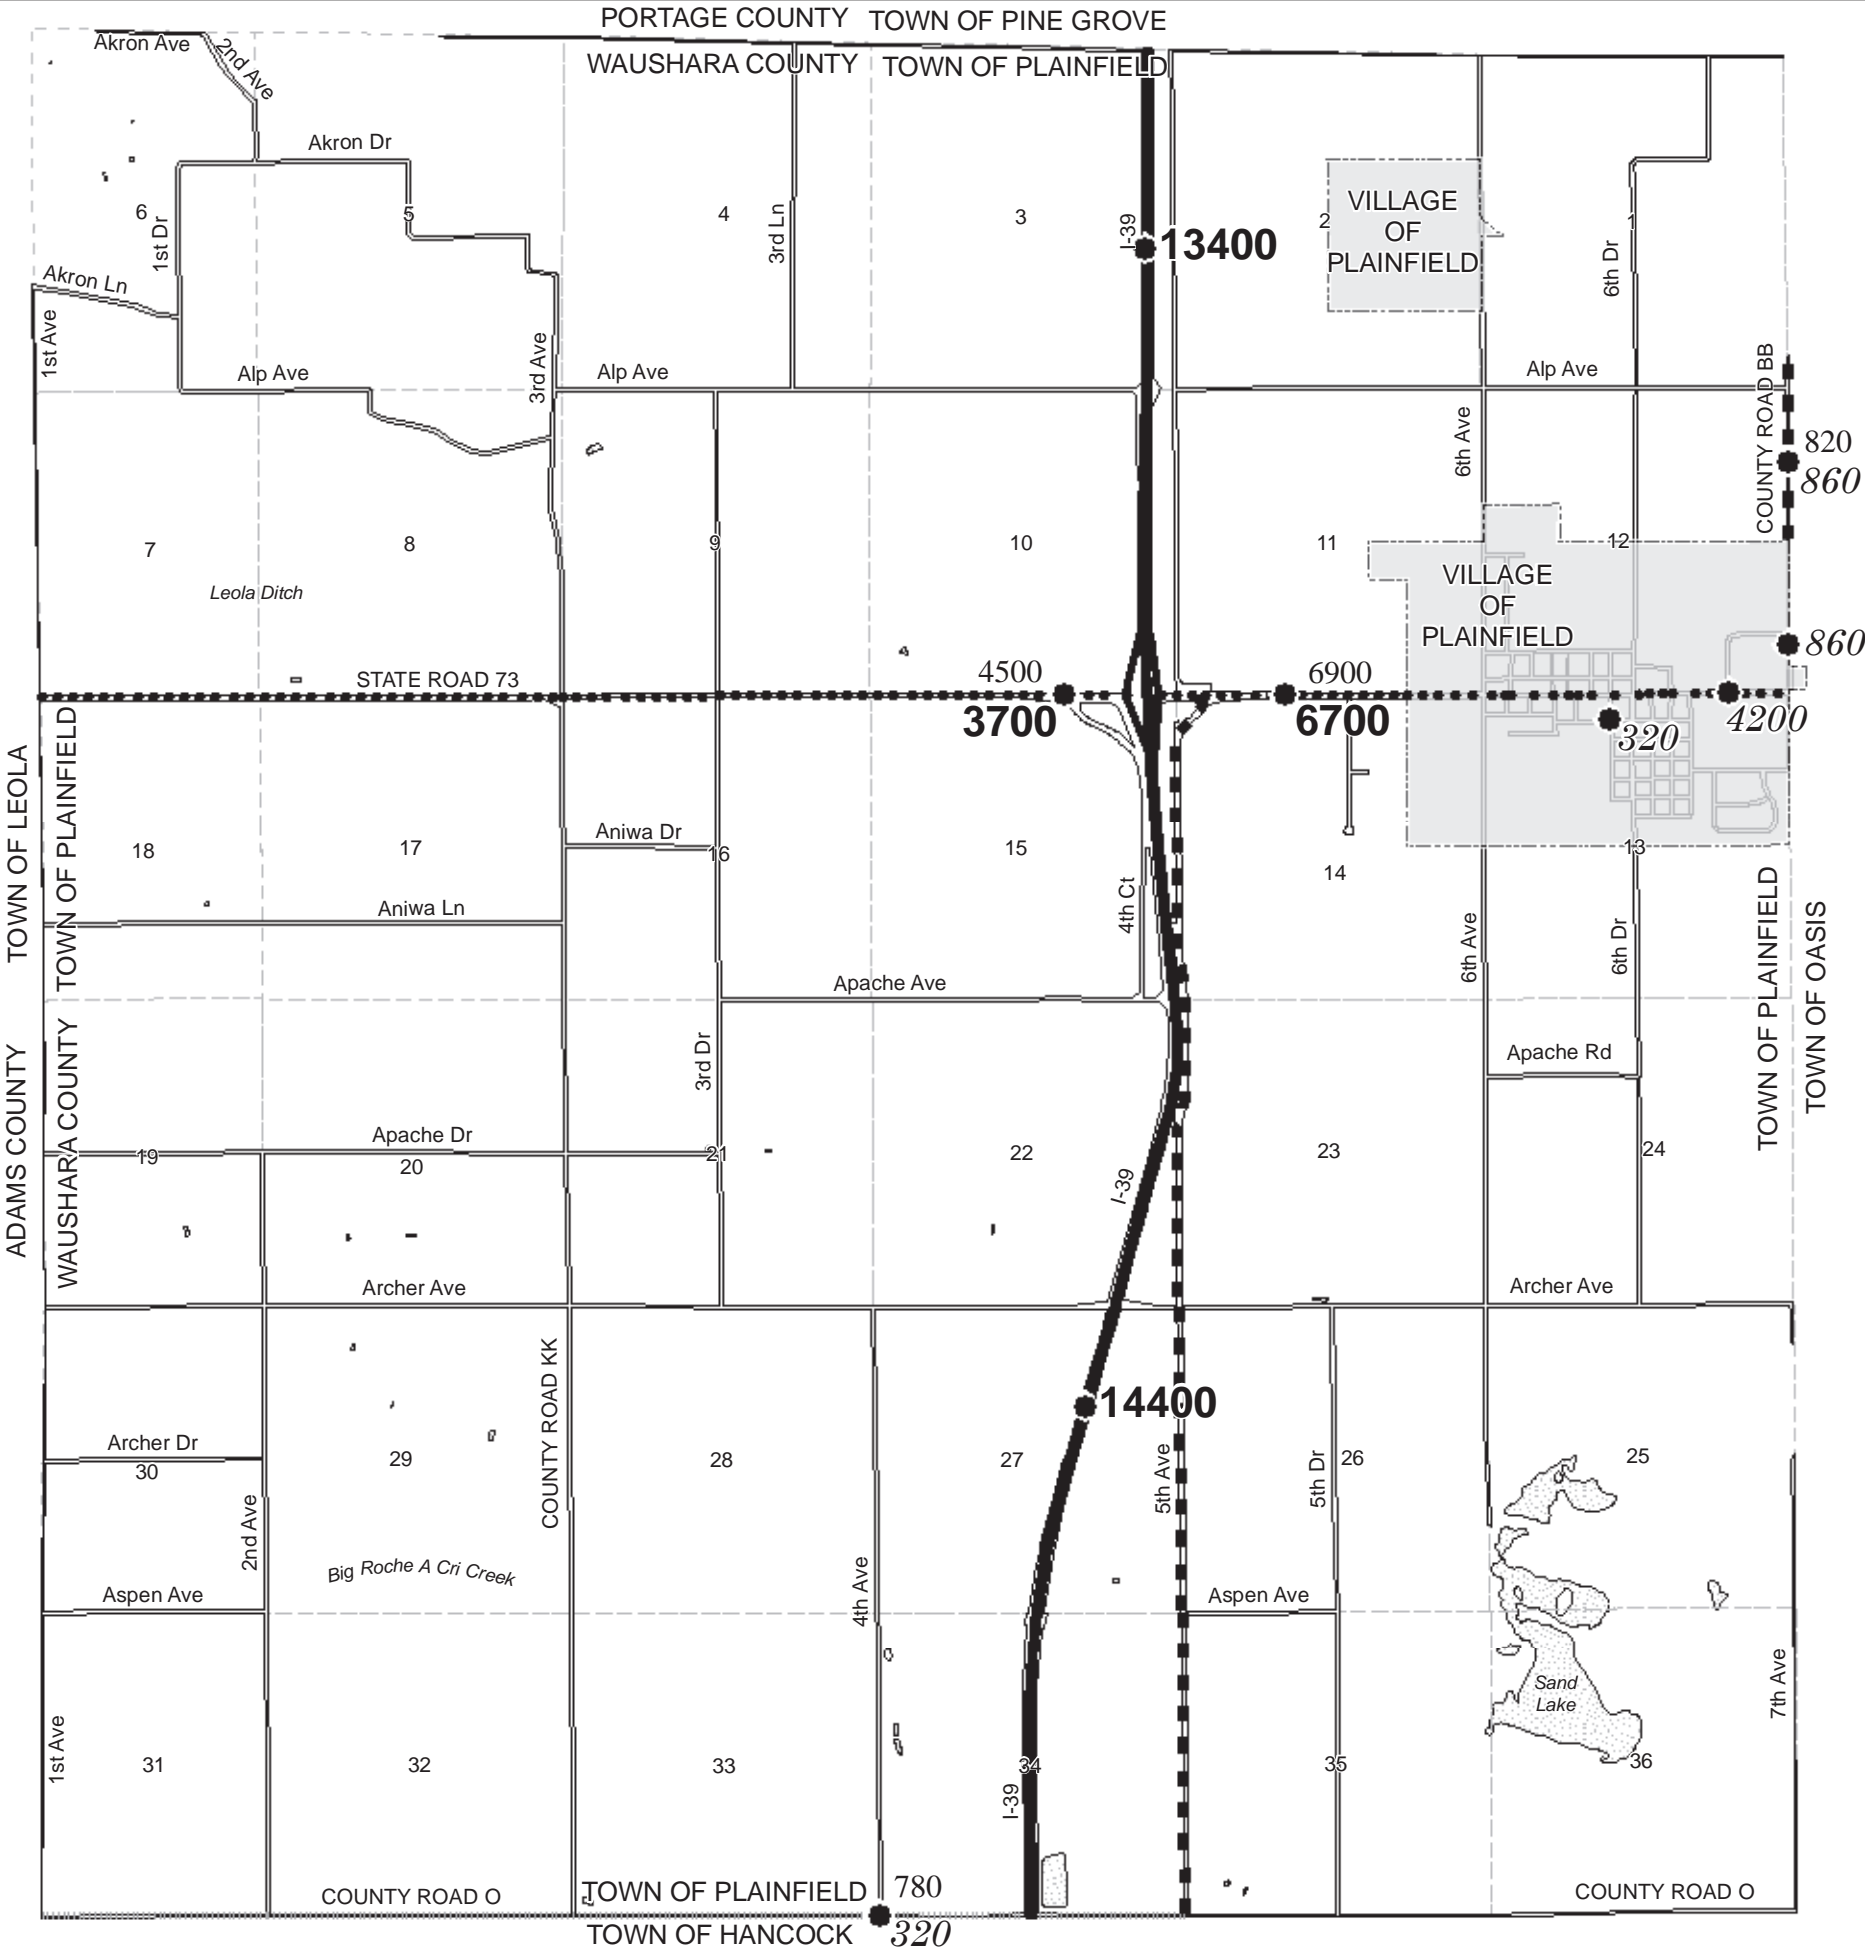 PORTAGE COUNTY TOWN OF PINE GROVE
WAUSHARA COUNTY TOWN OF PLAINFIELD
Akron Ave
2nd Ave
Akron Dr
6
1st Dr
5
4
3rd Ln
3
I-39
13400
2
VILLAGE
OF
PLAINFIELD
1
6th Dr
Akron Ln
1st Ave
Alp Ave
3rd Ave
Alp Ave
Alp Ave
COUNTY ROAD BB
6th Ave
820
860
7
8
9
10
11
12
Leola Ditch
VILLAGE
OF
PLAINFIELD
860
STATE ROAD 73
4500
3700
6900
6700
320
4200
TOWN OF LEOLA
TOWN OF PLAINFIELD
18
17
Aniwa Dr
16
15
14
13
4th Ct
Aniwa Ln
6th Ave
6th Dr
TOWN OF PLAINFIELD
TOWN OF OASIS
Apache Ave
ADAMS COUNTY
WAUSHARA COUNTY
3rd Dr
Apache Rd
Apache Dr
19
20
21
22
I-39
23
24
Archer Ave
Archer Ave
COUNTY ROAD KK
14400
Archer Dr
30
29
28
27
5th Ave
5th Dr
26
25
2nd Ave
Big Roche A Cri Creek
4th Ave
Aspen Ave
Aspen Ave
Sand
Lake
7th Ave
1st Ave
31
32
33
34
35
36
I-39
COUNTY ROAD O
TOWN OF PLAINFIELD
780
COUNTY ROAD O
TOWN OF HANCOCK
320